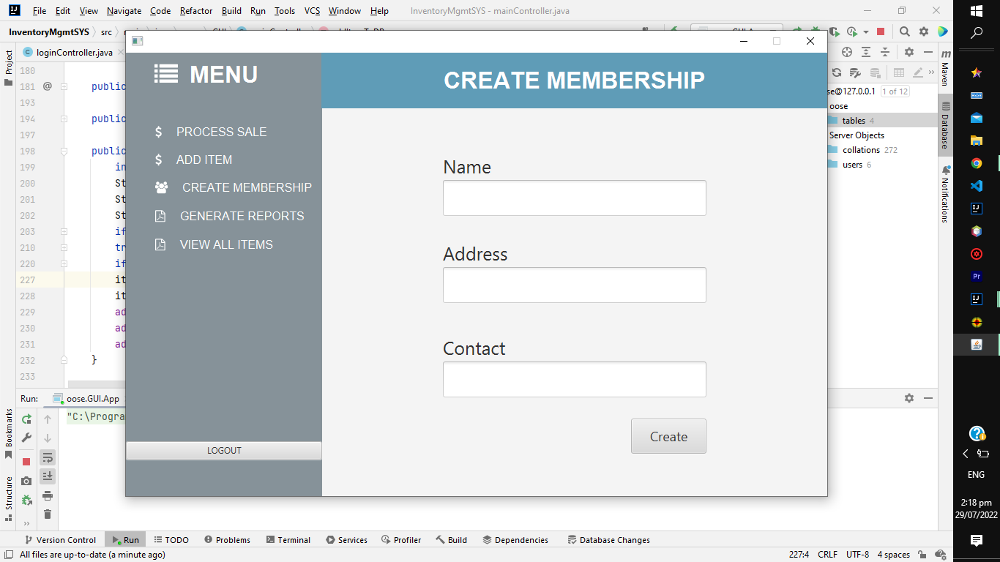 File Edit View Navigate Code Refactor Build Run Tools VCS Window Help InventoryMgmtSYS - mainController.java
InventoryMgmtSYS src
loginController.java
Project
180
181 @ public
193
194 public
197
198 public
199 in
200 St
201 St
202 St
203 if
210 tr
220 if
227 it
228 it
229 ad
230 ad
231 ad
232 }
233
MENU
PROCESS SALE
ADD ITEM
CREATE MEMBERSHIP
GENERATE REPORTS
VIEW ALL ITEMS
LOGOUT
CREATE MEMBERSHIP
Name
Address
Contact
Create
se@127.0.0.1 1 of 12
oose
tables 4
Server Objects
collations 272
users 6
Maven
Database
Notifications
Run: oose.GUI.App
"C:\Progra
Bookmarks
Structure
Version Control Run TODO Problems Terminal Services Profiler Build Dependencies Database Changes
All files are up-to-date (a minute ago) 227:4 CRLF UTF-8 4 spaces
Pr
ENG
2:18 pm
29/07/2022